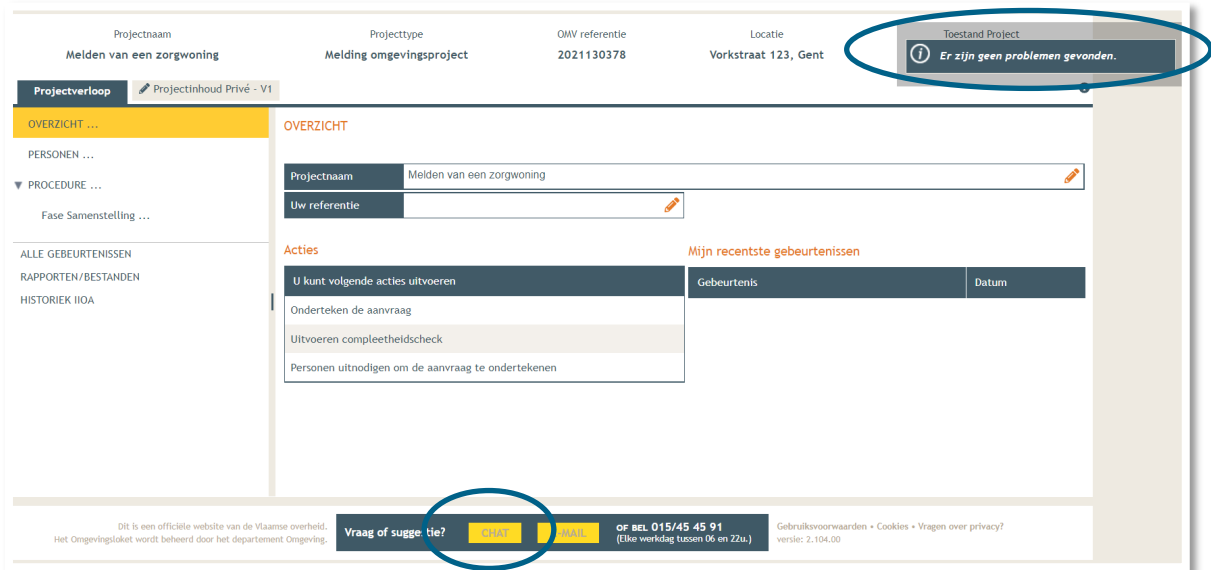 Projectnaam
Melden van een zorgwoning
Projecttype
Melding omgevingsproject
OMV referentie
2021130378
Locatie
Vorkstraat 123, Gent
Toestand Project
Er zijn geen problemen gevonden.
Projectverloop
Projectinhoud Privé - V1
OVERZICHT ...
PERSONEN ...
PROCEDURE ...
Fase Samenstelling ...
ALLE GEBEURTENISSEN
RAPPORTEN/BESTANDEN
HISTORIEK IIOA
OVERZICHT
Projectnaam
Melden van een zorgwoning
Uw referentie
Acties
U kunt volgende acties uitvoeren
Onderteken de aanvraag
Uitvoeren compleetheidscheck
Personen uitnodigen om de aanvraag te ondertekenen
Mijn recentste gebeurtenissen
Gebeurtenis
Datum
Dit is een officiële website van de Vlaamse overheid.
Het Omgevingsloket wordt beheerd door het departement Omgeving.
Vraag of suggestie?
CHAT
-MAIL
OF BEL 015/45 45 91
(Elke werkdag tussen 06 en 22u.)
Gebruiksvoorwaarden • Cookies • Vragen over privacy?
versie: 2.104.00